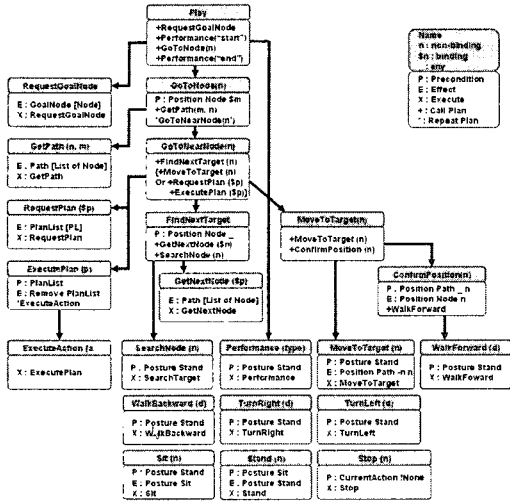 Play
+RequestGoalNode
+Performance("start")
+GoToNode(n)
+Performance("end")
Name
n : non-binding
$n : binding
_ : env
P : Precondition
E : Effect
X : Execute
+ : Call Plan
* : Repeat Plan
RequestGoalNode
E : GoalNode [Node]
X : RequestGoalNode
GoToNode(n)
P : Position Node $m
+GetPath(m, n)
*GoToNearNode(n)
GetPath (n, m)
E . Path [List of Node]
X : GetPath
GoToNearNode(n)
+FindNextTarget (n)
[+MoveToTarget (n)
Or +RequestPlan ($p)
+ExecutePlan ($p)]
RequestPlan ($p)
E : PlanList [PL]
X : RequestPlan
FindNextTarget
P : Position Node _
+GetNextNode ($n)
+SearchNode (n)
MoveToTarget(n)
+MoveToTarget (n)
+ConfirmPosition (n)
ExecutePlan (p)
P : PlanList
E : Remove PlanList
*ExecuteAction
GetNextNode ($p)
E : Path [List of Node]
X : GetNextNode
ConfirmPosition(n)
P . Position Path _ n
E : Position Node n
+WalkForward
ExecuteAction (a
X : ExecutePlan
SearchNode (n)
P . Posture Stand
X : SearchTarget
Performance (type)
P : Posture Stand
X : Performance
MoveToTarget (n)
P : Posture Stand
E : Position Path -n n
X : MoveToTarget
WalkForward (d)
P : Posture Stand
X : WalkFoward
WalkBackward (d)
P : Posture Stand
X : WalkBackward
TurnRight (d)
P : Posture Stand
X : TurnRight
TurnLeft (d)
P : Posture Stand
X : TurnLeft
Sit (n)
P : Posture Stand
E : Posture Sit
X : Sit
Stand (n)
P : Posture Sit
E : Posture Stand
X : Stand
Stop (n)
P : CurrentAction !None
X : Stop